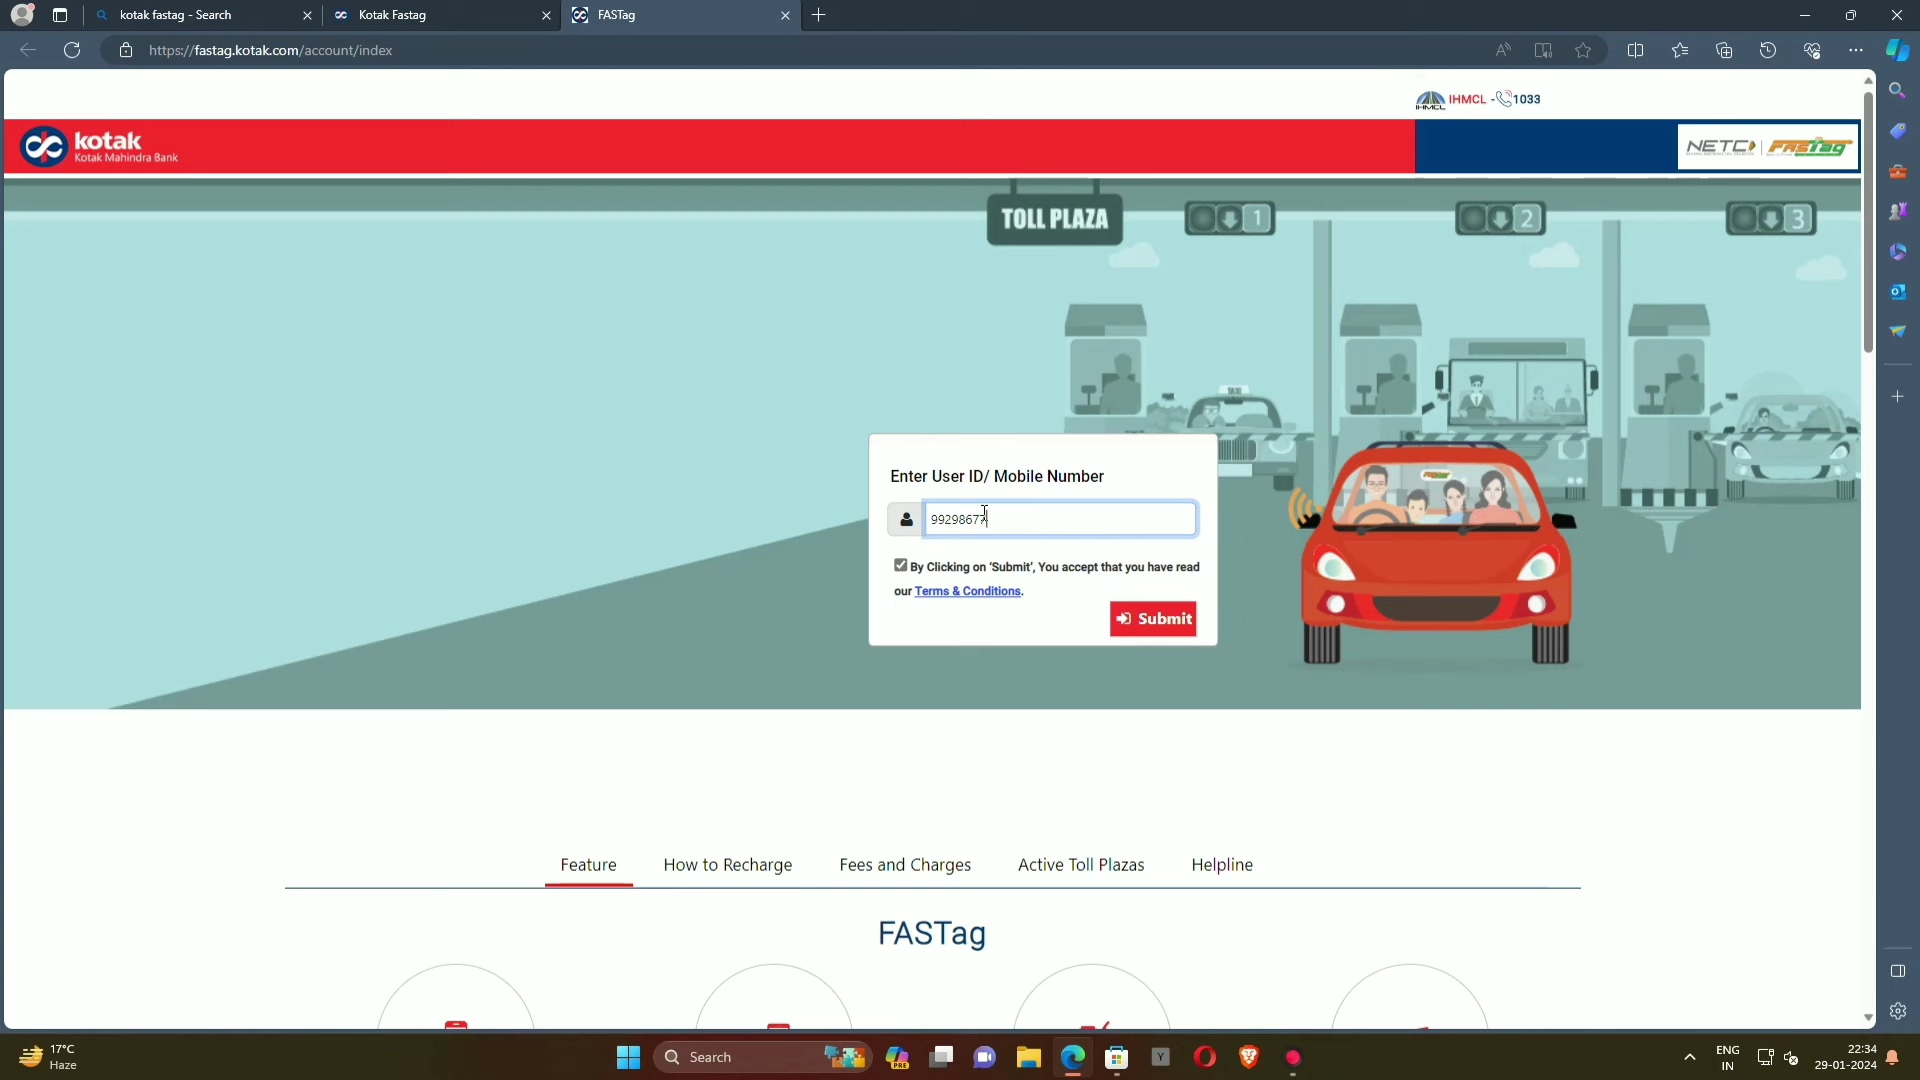 kotak fastag - Search
Kotak Fastag
FASTag
https://fastag.kotak.com/account/index
IHMCL - 1033
kotak
Kotak Mahindra Bank
NETC FASTag
TOLL PLAZA
1
2
3
TAXI
Enter User ID/ Mobile Number
99298677
By Clicking on 'Submit', You accept that you have read
our Terms & Conditions.
Submit
Feature
How to Recharge
Fees and Charges
Active Toll Plazas
Helpline
FASTag
17°C
Haze
Search
PRE
Y
ENG
IN
22:34
29-01-2024